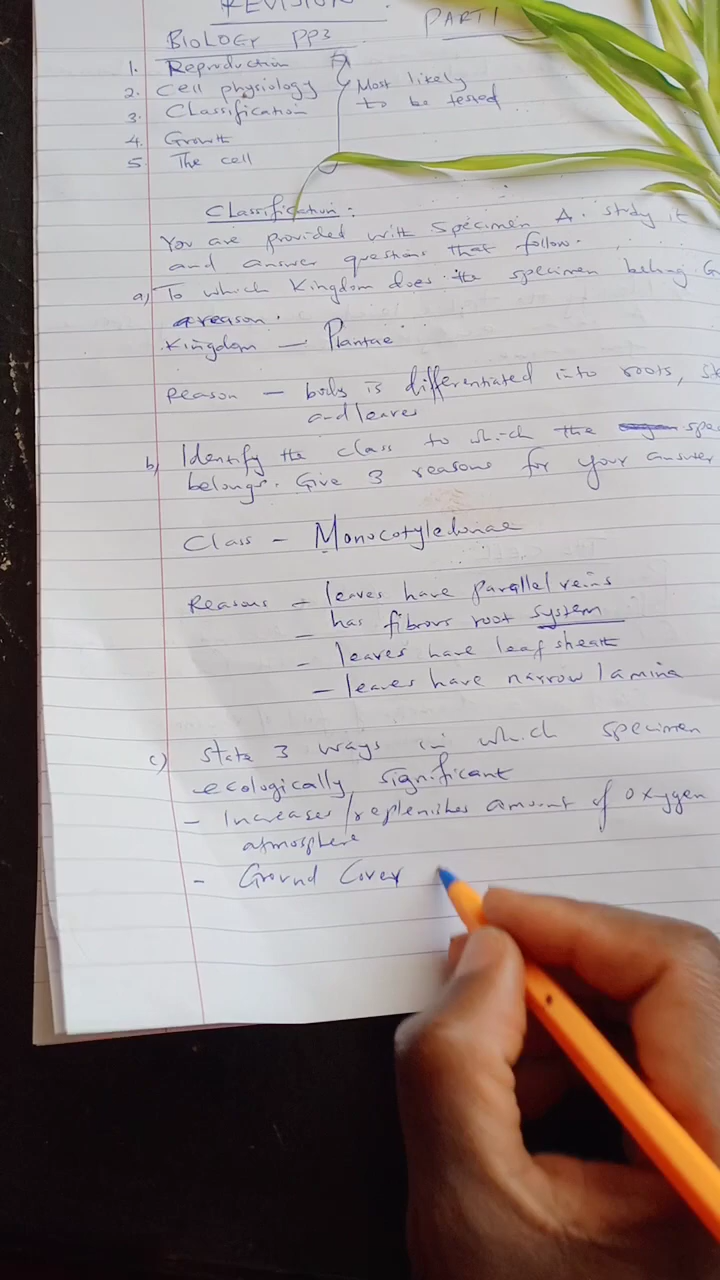 REVISION
PART 1
BIOLOGY PP3
1. Reproduction
2. Cell physiology
3. Classification
4. Growth
5 The cell
Most likely
to be tested
Classification:
You are provided with specimen A. study it
and answer questions that follow.
a) To which Kingdom does the specimen belong
a reason.
Kingdom — Plantae
Reason — body is differentiated into roots,
and leaves
b) Identify the class to which the
belongs. Give 3 reasons for your answer
Class — Monocotyledonae
Reasons — leaves have parallel veins
— has fibrous root system
— leaves have leaf sheath
— leaves have narrow lamina
c) State 3 ways in which specimen
ecologically significant
— Increases/replenishes amount of oxygen
atmosphere
— Ground Cover